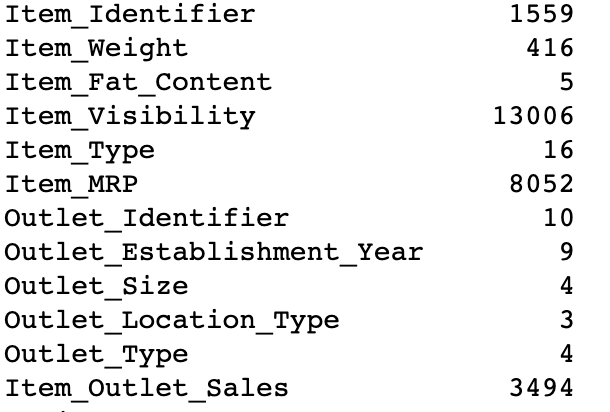 Item_Identifier 1559
Item_Weight 416
Item_Fat_Content 5
Item_Visibility 13006
Item_Type 16
Item_MRP 8052
Outlet_Identifier 10
Outlet_Establishment_Year 9
Outlet_Size 4
Outlet_Location_Type 3
Outlet_Type 4
Item_Outlet_Sales 3494